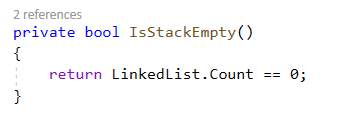 2 references
private bool IsStackEmpty()
{
    return LinkedList.Count == 0;
}